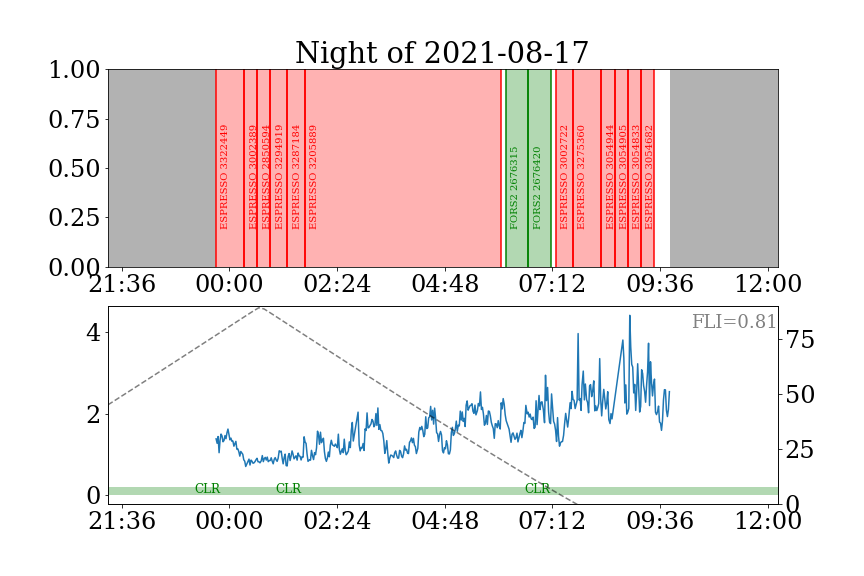 Night of 2021-08-17
1.00
0.75
0.50
0.25
0.00
ESPRESSO 3322449
ESPRESSO 3002389
ESPRESSO 2850594
ESPRESSO 3294919
ESPRESSO 3287184
ESPRESSO 3205889
FORS2 2676315
FORS2 2676420
ESPRESSO 3002722
ESPRESSO 3275360
ESPRESSO 3054944
ESPRESSO 3054905
ESPRESSO 3054833
ESPRESSO 3054682
21:36 00:00 02:24 04:48 07:12 09:36 12:00
FLI=0.81
4
2
0
75
50
25
0
CLR CLR CLR
21:36 00:00 02:24 04:48 07:12 09:36 12:00